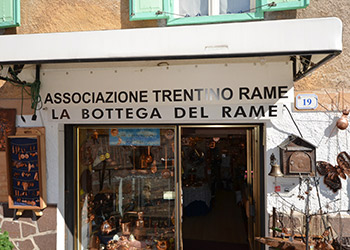 ASSOCIAZIONE TRENTINO RAME
LA BOTTEGA DEL RAME
19